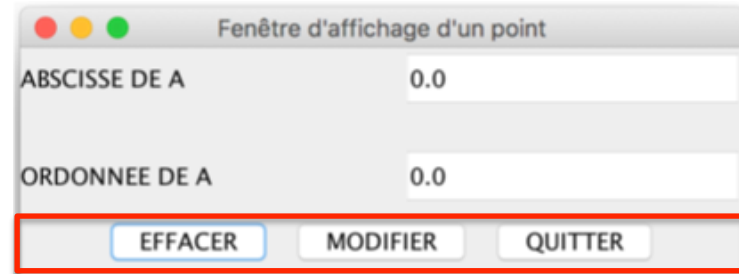 Fenêtre d'affichage d'un point
ABSCISSE DE A 0.0
ORDONNEE DE A 0.0
EFFACER MODIFIER QUITTER